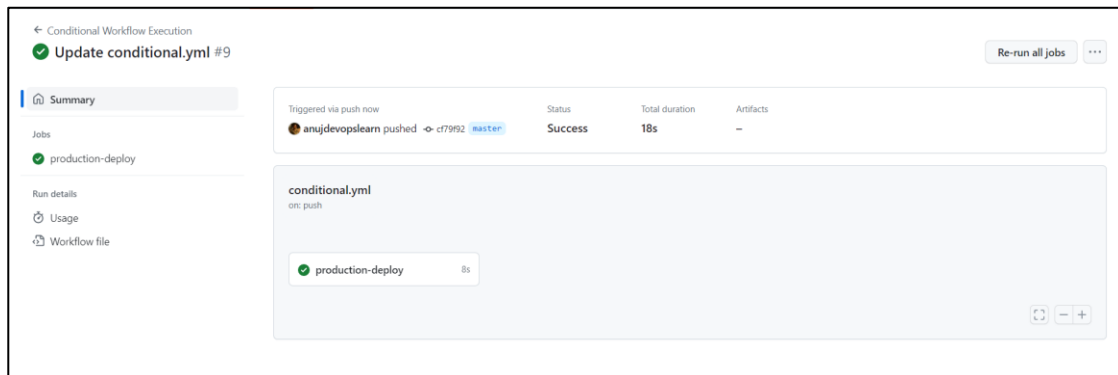 ← Conditional Workflow Execution
Update conditional.yml #9
Re-run all jobs
...
Summary
Jobs
production-deploy
Run details
Usage
Workflow file
Triggered via push now
anujdevopslearn pushed cf79f92 master
Status
Success
Total duration
18s
Artifacts
–
conditional.yml
on: push
production-deploy 8s